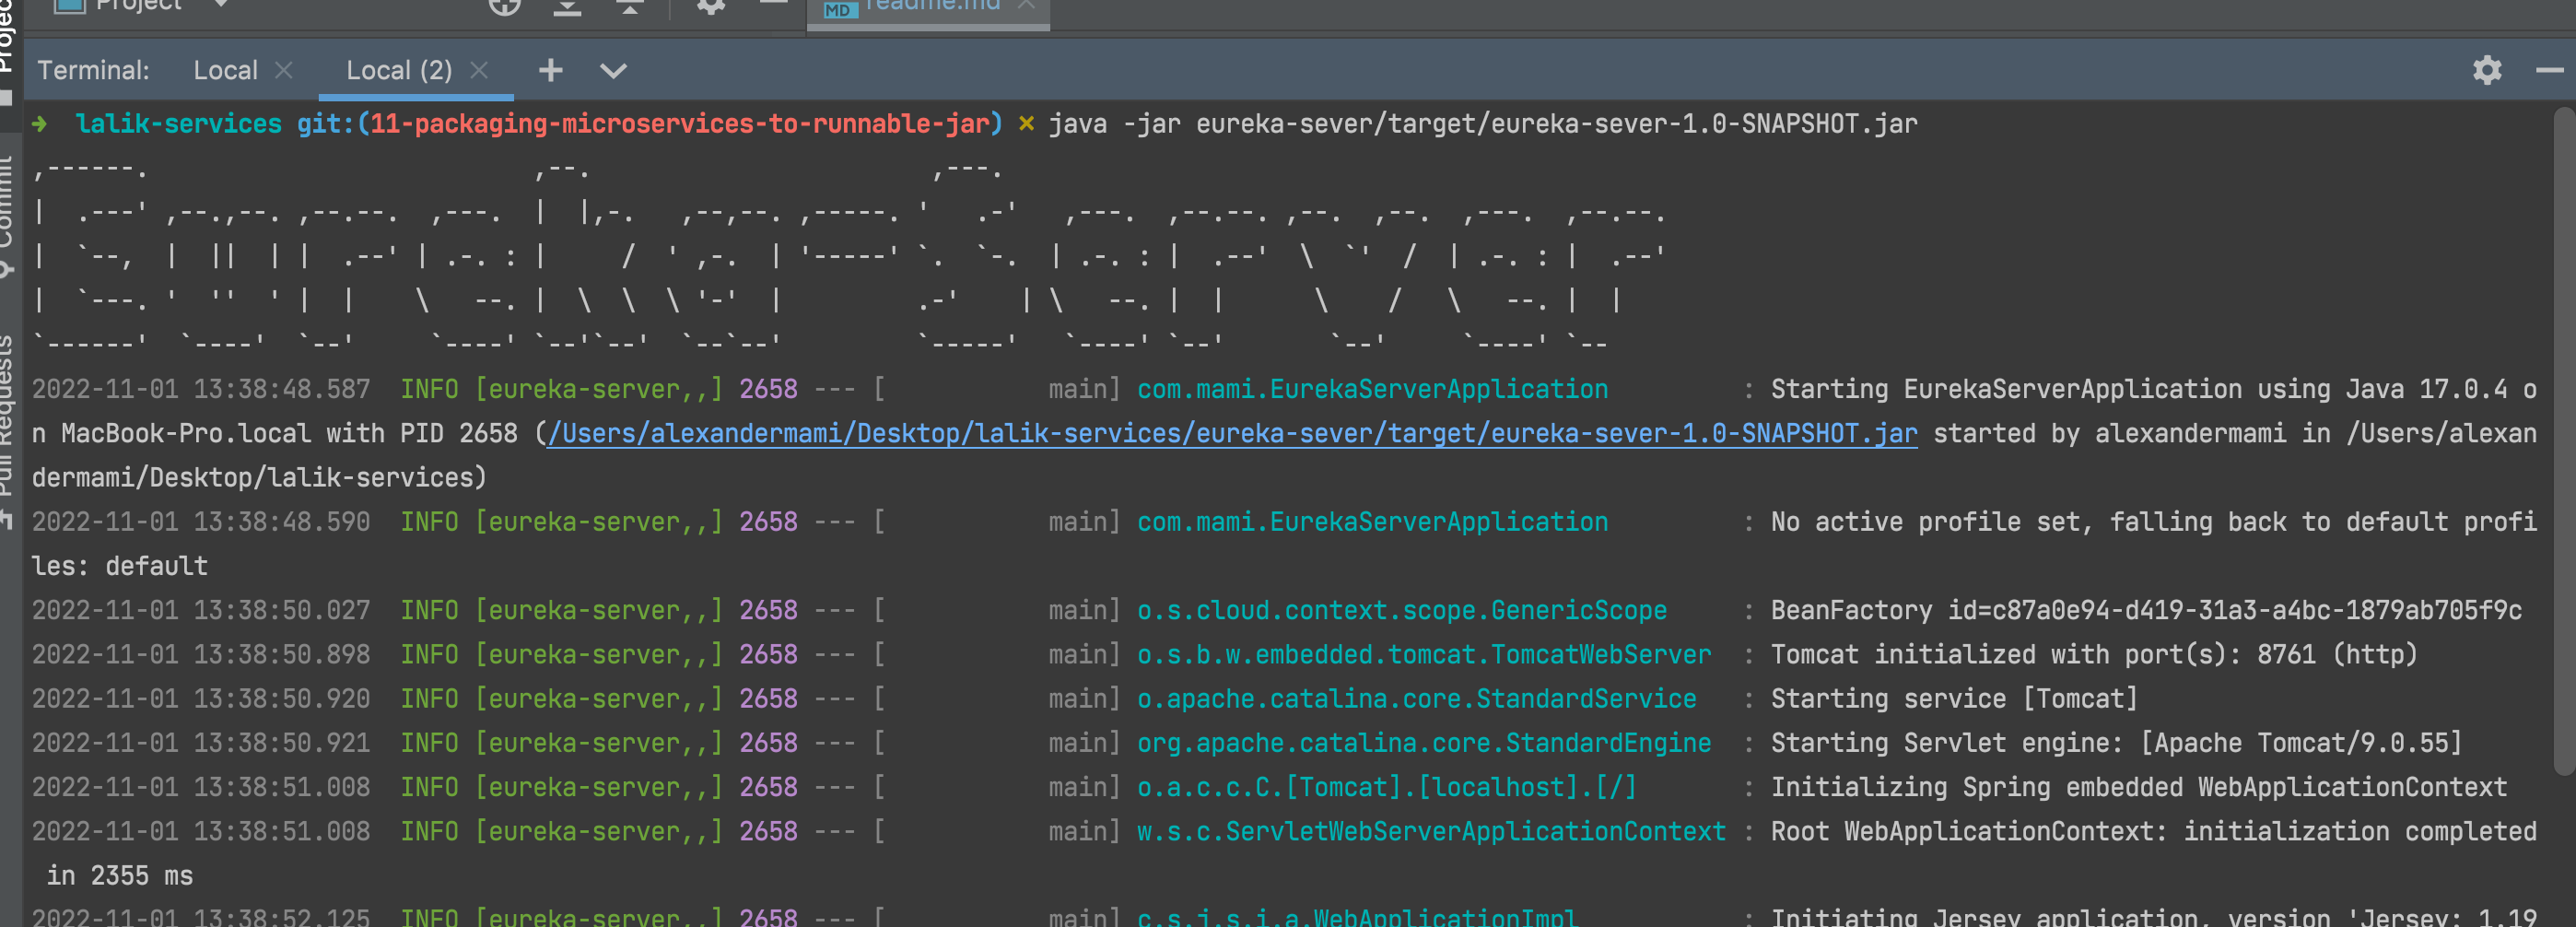 Project
readme.md
Project
Commit
Pull Requests
Terminal: Local Local (2)
→ lalik-services git:(11-packaging-microservices-to-runnable-jar) × java -jar eureka-sever/target/eureka-sever-1.0-SNAPSHOT.jar
Eureka-Server
2022-11-01 13:38:48.587 INFO [eureka-server,,] 2658 --- [ main] com.mami.EurekaServerApplication : Starting EurekaServerApplication using Java 17.0.4 o
n MacBook-Pro.local with PID 2658 (/Users/alexandermami/Desktop/lalik-services/eureka-sever/target/eureka-sever-1.0-SNAPSHOT.jar started by alexandermami in /Users/alexan
dermami/Desktop/lalik-services)
2022-11-01 13:38:48.590 INFO [eureka-server,,] 2658 --- [ main] com.mami.EurekaServerApplication : No active profile set, falling back to default profi
les: default
2022-11-01 13:38:50.027 INFO [eureka-server,,] 2658 --- [ main] o.s.cloud.context.scope.GenericScope : BeanFactory id=c87a0e94-d419-31a3-a4bc-1879ab705f9c
2022-11-01 13:38:50.898 INFO [eureka-server,,] 2658 --- [ main] o.s.b.w.embedded.tomcat.TomcatWebServer : Tomcat initialized with port(s): 8761 (http)
2022-11-01 13:38:50.920 INFO [eureka-server,,] 2658 --- [ main] o.apache.catalina.core.StandardService : Starting service [Tomcat]
2022-11-01 13:38:50.921 INFO [eureka-server,,] 2658 --- [ main] org.apache.catalina.core.StandardEngine : Starting Servlet engine: [Apache Tomcat/9.0.55]
2022-11-01 13:38:51.008 INFO [eureka-server,,] 2658 --- [ main] o.a.c.c.C.[Tomcat].[localhost].[/] : Initializing Spring embedded WebApplicationContext
2022-11-01 13:38:51.008 INFO [eureka-server,,] 2658 --- [ main] w.s.c.ServletWebServerApplicationContext : Root WebApplicationContext: initialization completed
in 2355 ms
2022-11-01 13:38:52.125 INFO [eureka-server,,] 2658 --- [ main] c.s.j.s.i.a.WebApplicationImpl : Initiating Jersey application, version 'Jersey: 1.19